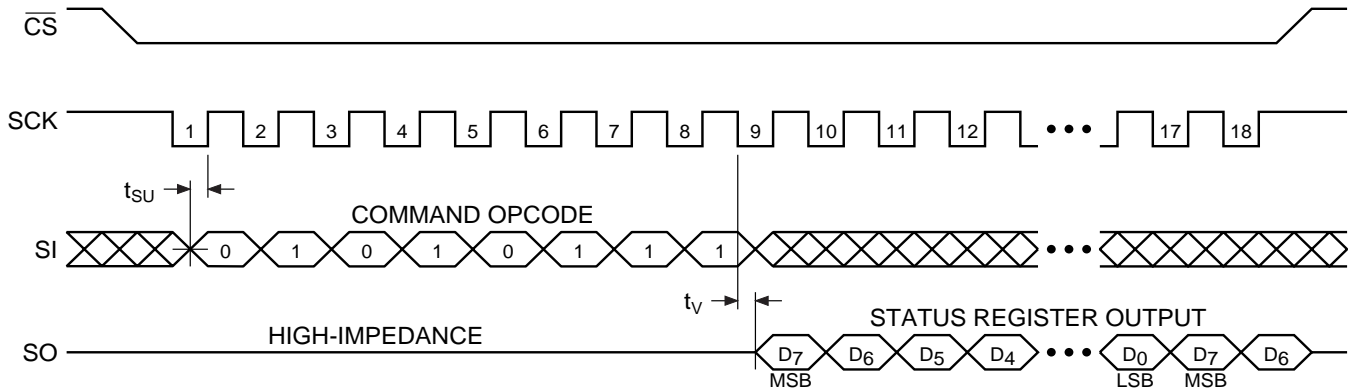 CS
SCK 1 2 3 4 5 6 7 8 9 10 11 12 17 18
tSU
COMMAND OPCODE
SI 0 1 0 1 0 1 1 1
tV
HIGH-IMPEDANCE STATUS REGISTER OUTPUT
SO D7 D6 D5 D4 D0 D7 D6
MSB LSB MSB